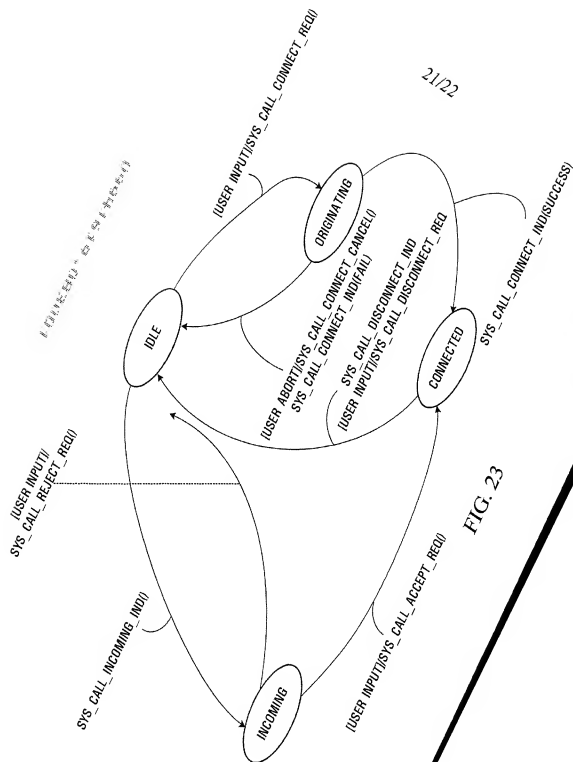 21/22
[USER INPUT]/SYS_CALL_CONNECT_REQ()
ORIGINATING
IDLE
[USER ABORT]/SYS_CALL_CONNECT_CANCEL()
SYS_CALL_CONNECT_IND(FAIL)
SYS_CALL_DISCONNECT_IND
[USER INPUT]/SYS_CALL_DISCONNECT_REQ
SYS_CALL_CONNECT_IND(SUCCESS)
CONNECTED
[USER INPUT]/
SYS_CALL_REJECT_REQ()
SYS_CALL_INCOMING_IND()
INCOMING
[USER INPUT]/SYS_CALL_ACCEPT_REQ()
FIG. 23